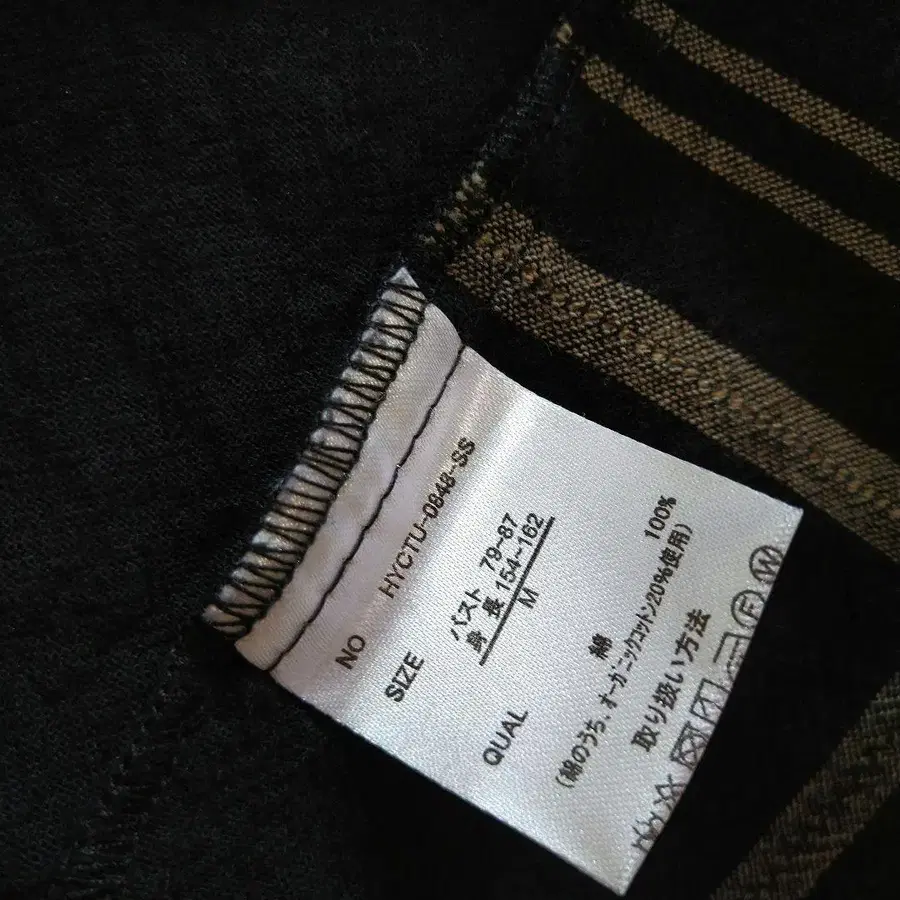 NO HYCTU-0848-SS
SIZE バスト 79~87
身長 154~162
M
QUAL
綿 100%
(綿のうち、オーガニックコットン20%使用)
取り扱い方法
F W